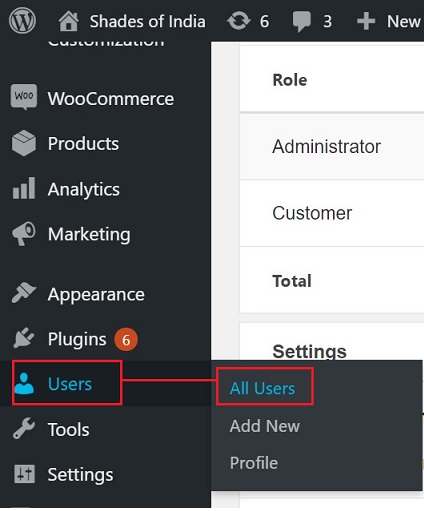 Shades of India 6 3 New
Customization
WooCommerce
Products
Analytics
Marketing
Appearance
Plugins 6
Users
Tools
Settings
All Users
Add New
Profile
Role
Administrator
Customer
Total
Settings